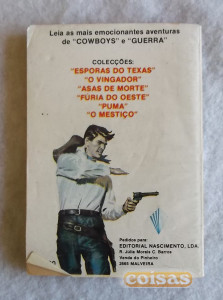 Leia as mais emocionantes aventuras
de "COWBOYS" e "GUERRA"
COLECÇÕES:
"ESPORAS DO TEXAS"
"O VINGADOR"
"ASAS DE MORTE"
"FÚRIA DO OESTE"
"PUMA"
"O MESTIÇO"
Pedidos para:
EDITORIAL NASCIMENTO, LDA.
R. Júlio Morais C. Barros
Venda do Pinheiro
2665 MALVEIRA
coisas